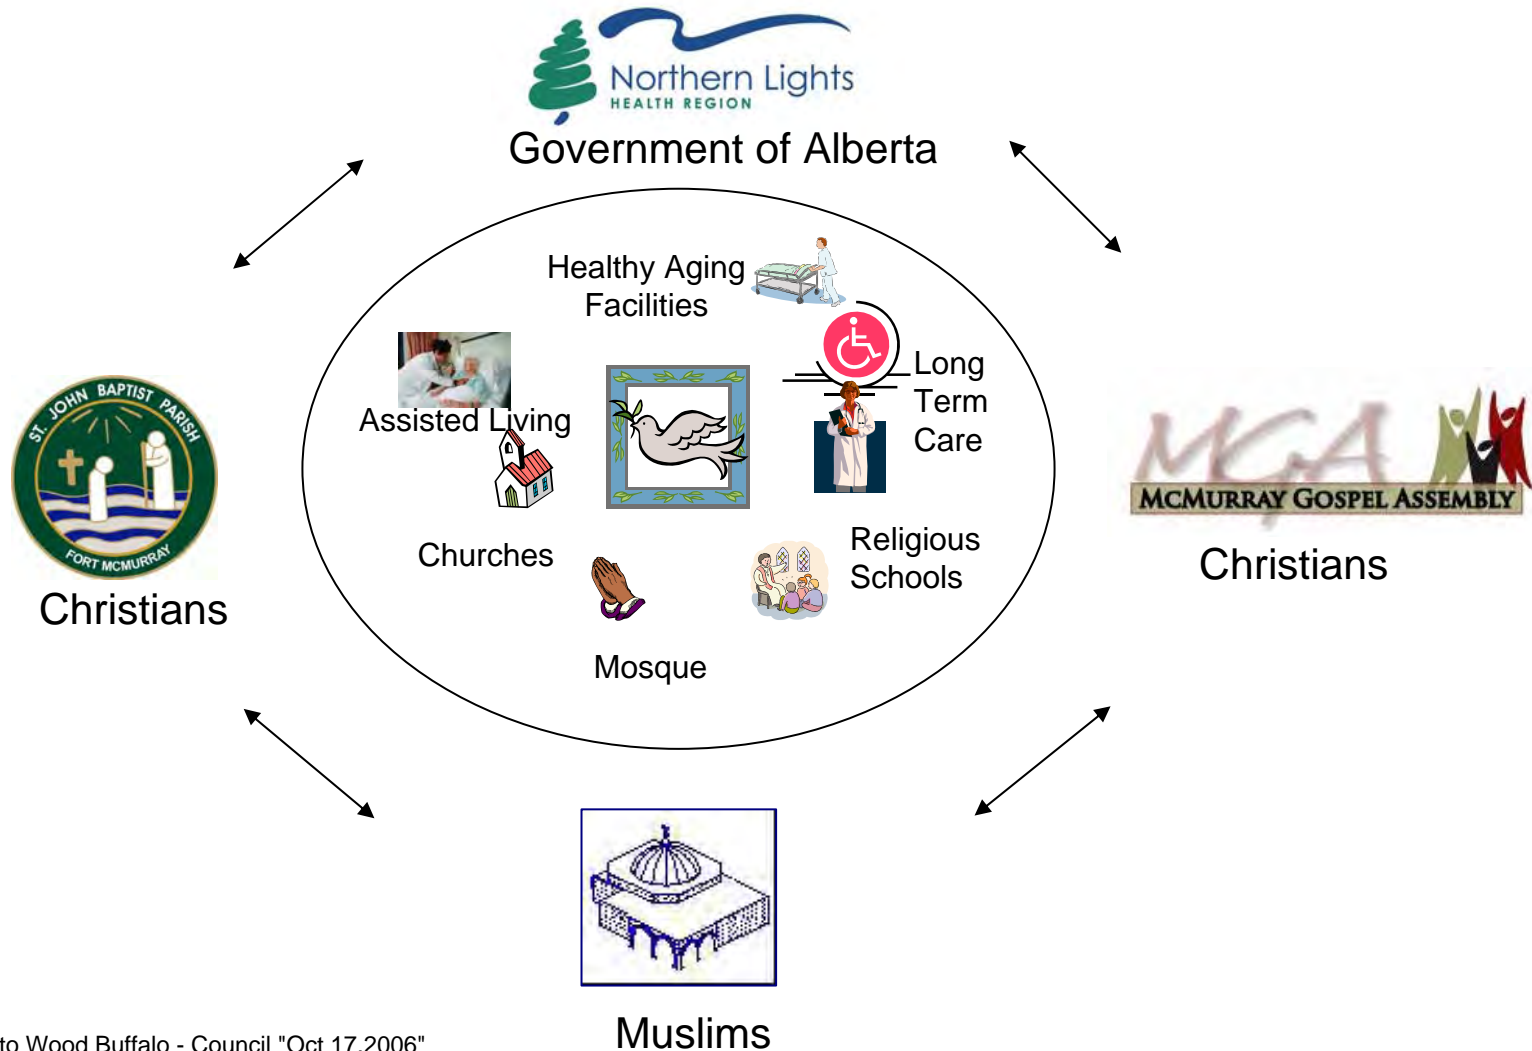 Northern Lights
HEALTH REGION
Government of Alberta
Healthy Aging
Facilities
Long
Term
Care
Assisted Living
ST. JOHN BAPTIST PARISH
FORT MCMURRAY
Christians
MGA
MCMURRAY GOSPEL ASSEMBLY
Christians
Churches
Religious
Schools
Mosque
Muslims
to Wood Buffalo - Council "Oct 17,2006"